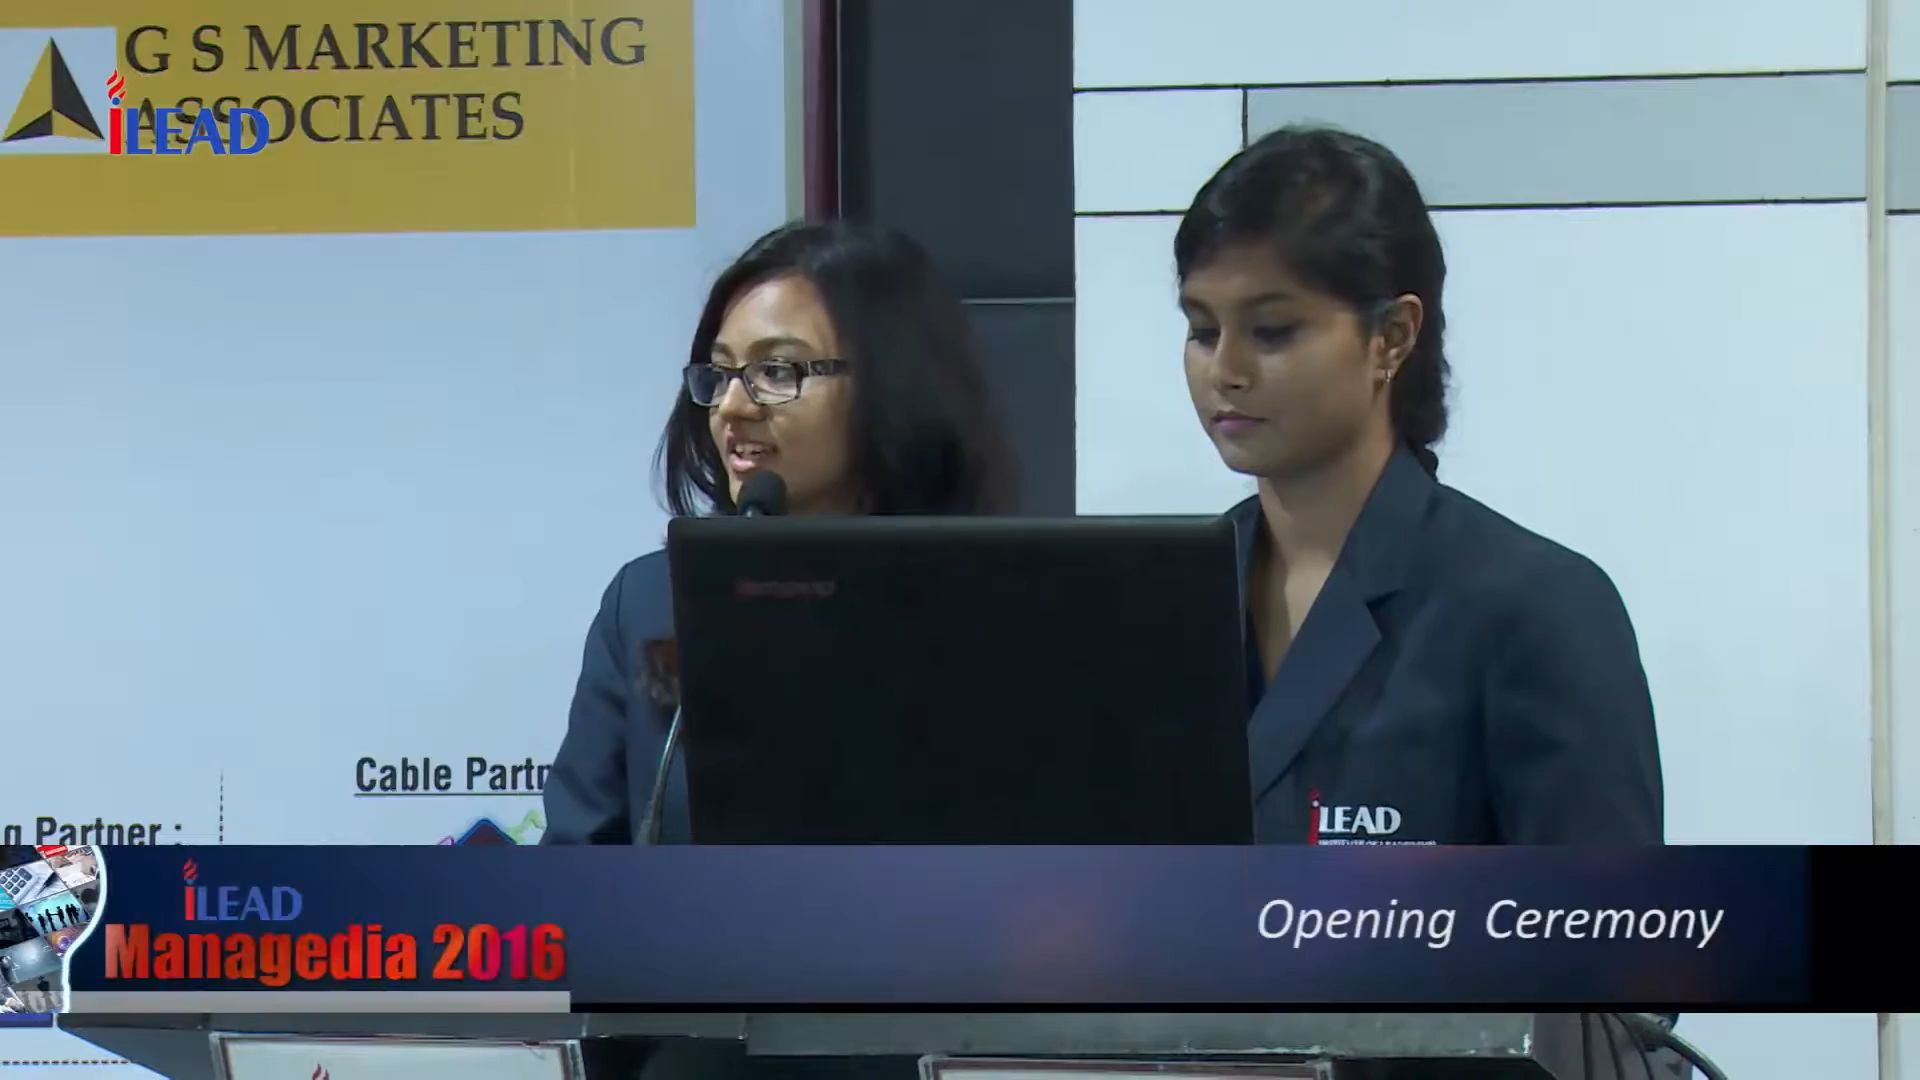 G S MARKETING
ASSOCIATES
iLEAD
Cable Partn
g Partner :
iLEAD
iLEAD
Managedia 2016
Opening Ceremony